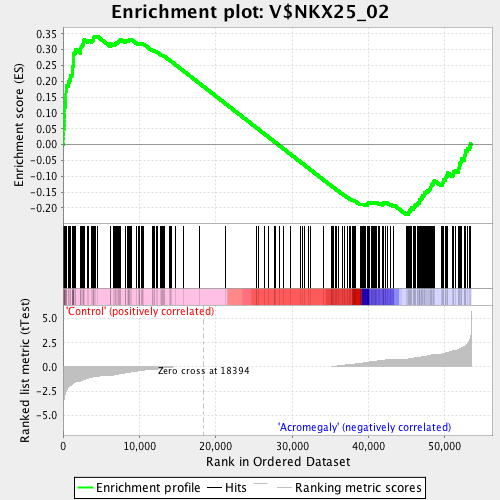 Enrichment plot: V$NKX25_02
Enrichment score (ES)
0.35
0.30
0.25
0.20
0.15
0.10
0.05
0.00
-0.05
-0.10
-0.15
-0.20
Ranked list metric (tTest)
5.0
2.5
0.0
-2.5
-5.0
'Control' (positively correlated)
Zero cross at 18394
'Acromegaly' (negatively correlated)
0 10,000 20,000 30,000 40,000 50,000
Rank in Ordered Dataset
Enrichment profile Hits Ranking metric scores